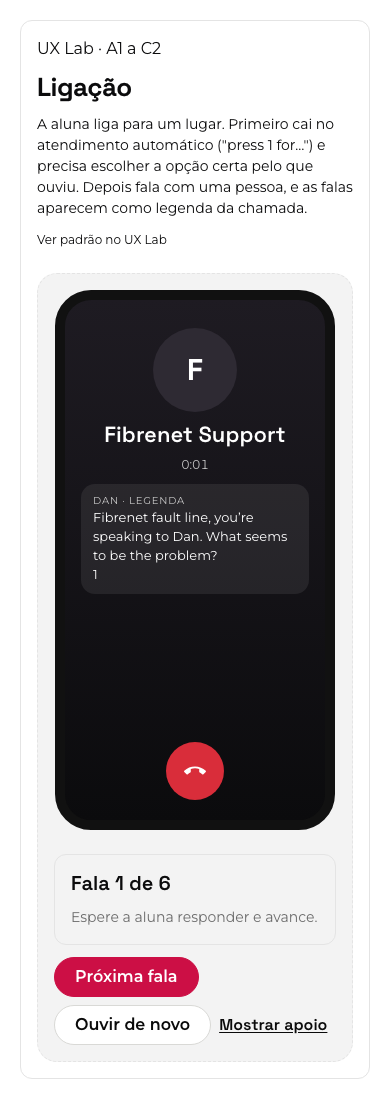 UX Lab · A1 a C2
Ligação
A aluna liga para um lugar. Primeiro cai no
atendimento automático ("press 1 for…") e
precisa escolher a opção certa pelo que
ouviu. Depois fala com uma pessoa, e as falas
aparecem como legenda da chamada.
Ver padrão no UX Lab
F
Fibrenet Support
0:01
DAN · LEGENDA
Fibrenet fault line, you’re
speaking to Dan. What seems
to be the problem?
1
Fala 1 de 6
Espere a aluna responder e avance.
Próxima fala
Ouvir de novo
Mostrar apoio